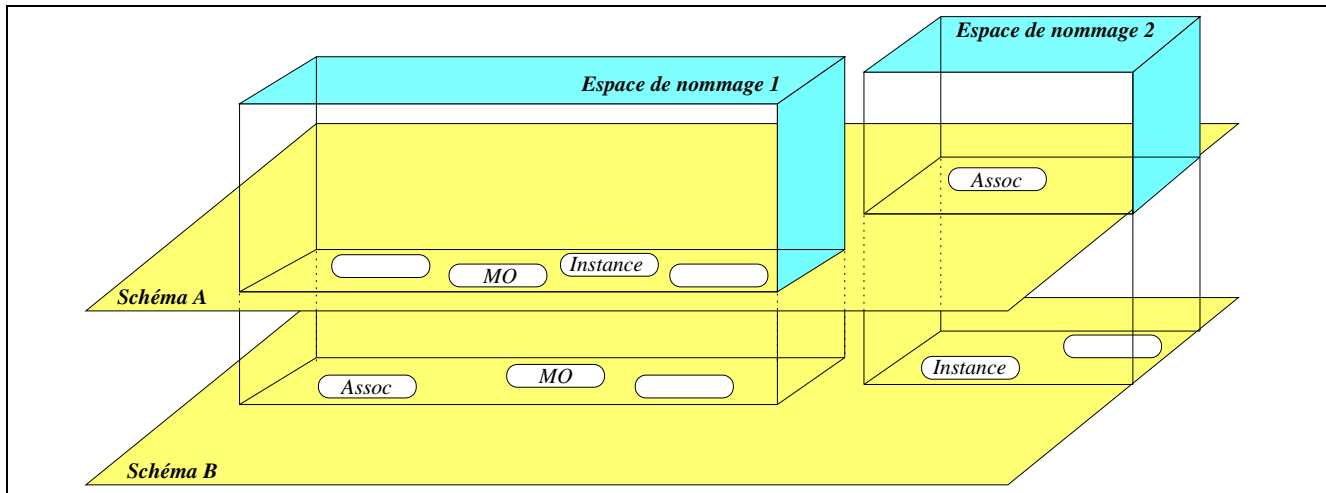 Espace de nommage 2
Espace de nommage 1
Assoc
Instance
MO
Schéma A
Instance
MO
Assoc
Schéma B